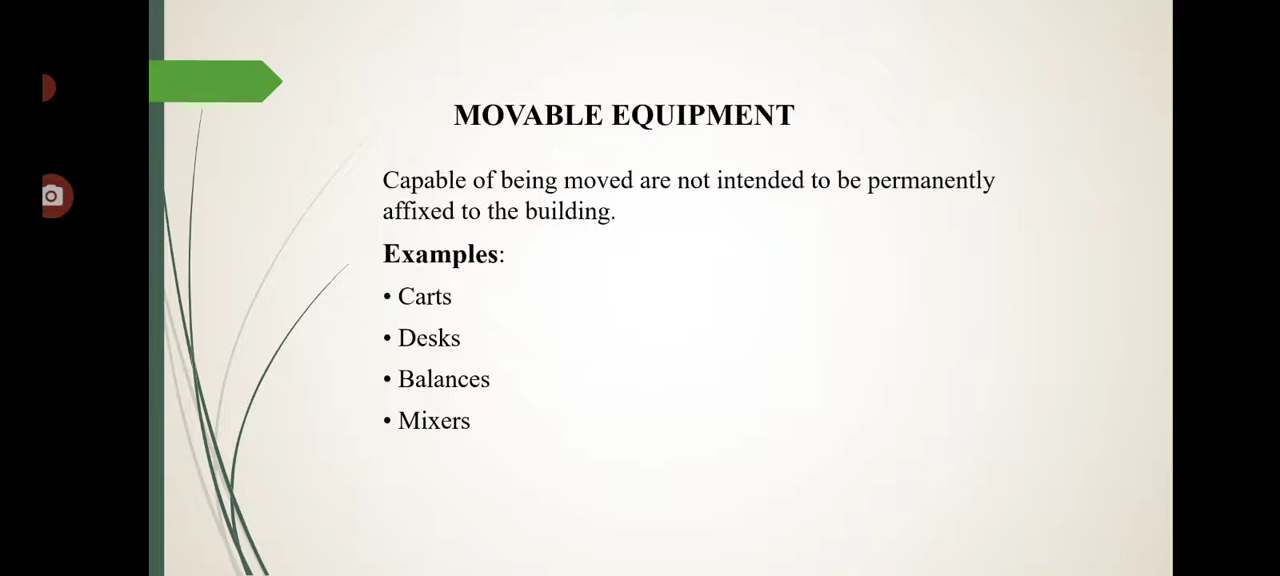 MOVABLE EQUIPMENT
Capable of being moved are not intended to be permanently
affixed to the building.
Examples:
• Carts
• Desks
• Balances
• Mixers